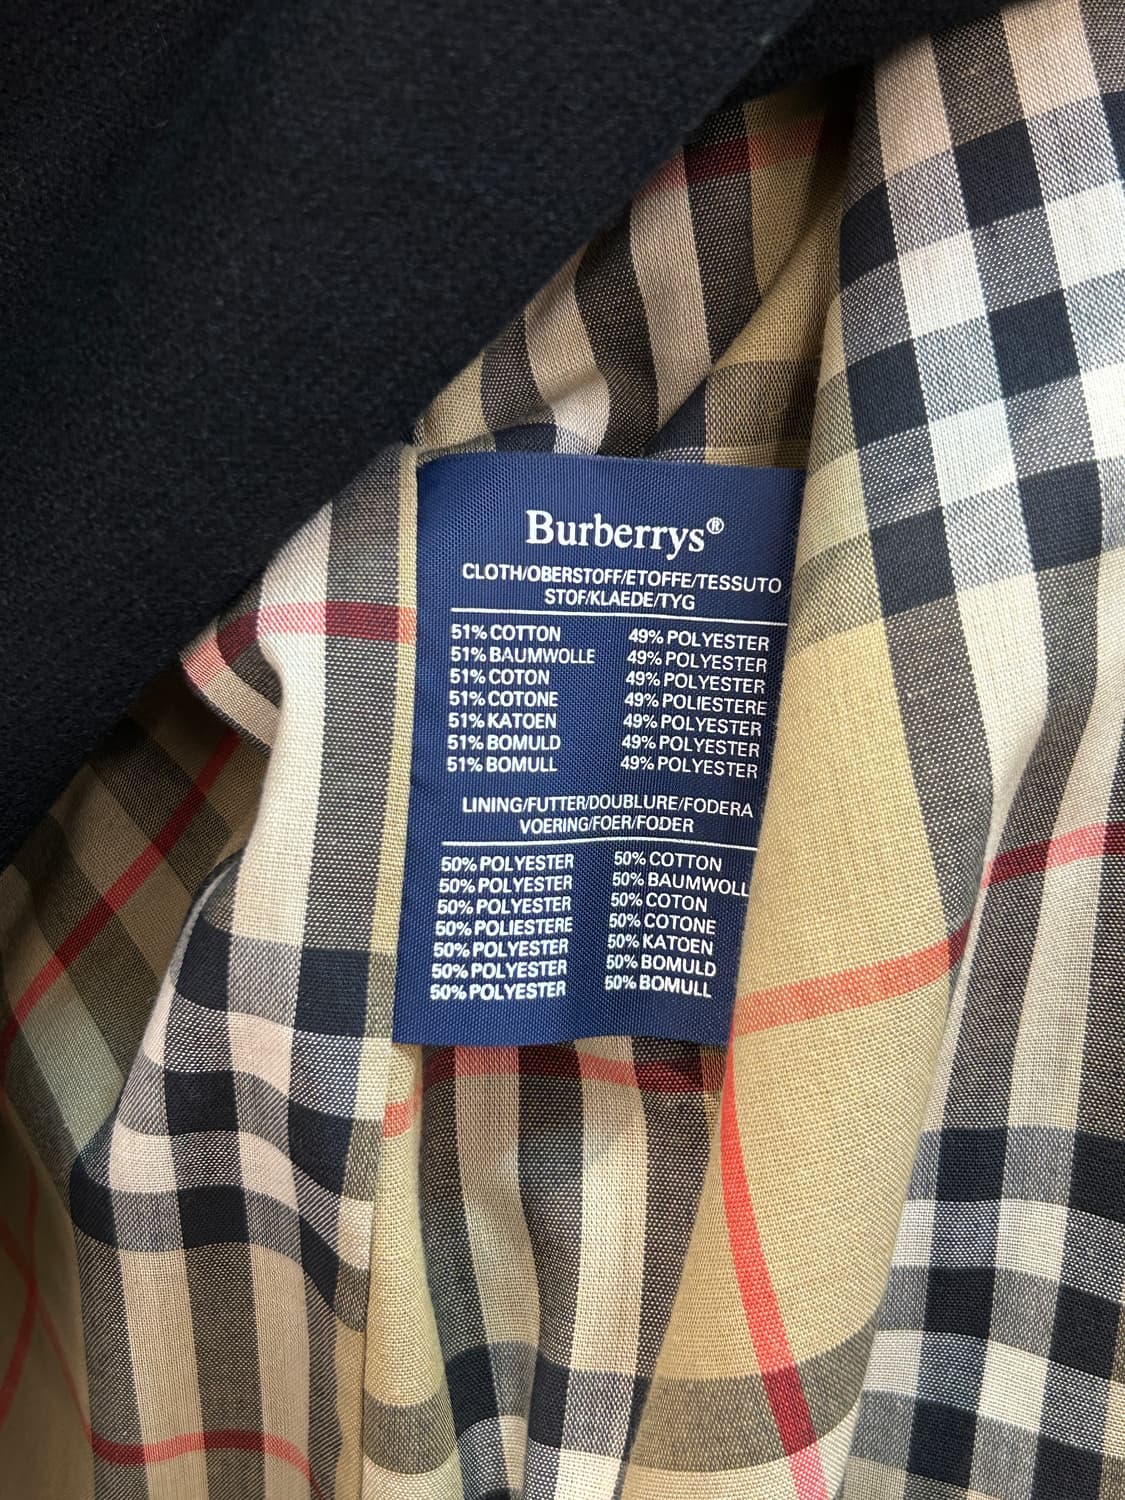 Burberrys®
CLOTH/OBERSTOFF/ETOFFE/TESSUTO
STOF/KLAEDE/TYG
51% COTTON 49% POLYESTER
51% BAUMWOLLE 49% POLYESTER
51% COTON 49% POLYESTER
51% COTONE 49% POLIESTERE
51% KATOEN 49% POLYESTER
51% BOMULD 49% POLYESTER
51% BOMULL 49% POLYESTER
LINING/FUTTER/DOUBLURE/FODERA
VOERING/FOER/FODER
50% POLYESTER 50% COTTON
50% POLYESTER 50% BAUMWOLL
50% POLYESTER 50% COTON
50% POLIESTERE 50% COTONE
50% POLYESTER 50% KATOEN
50% POLYESTER 50% BOMULD
50% POLYESTER 50% BOMULL